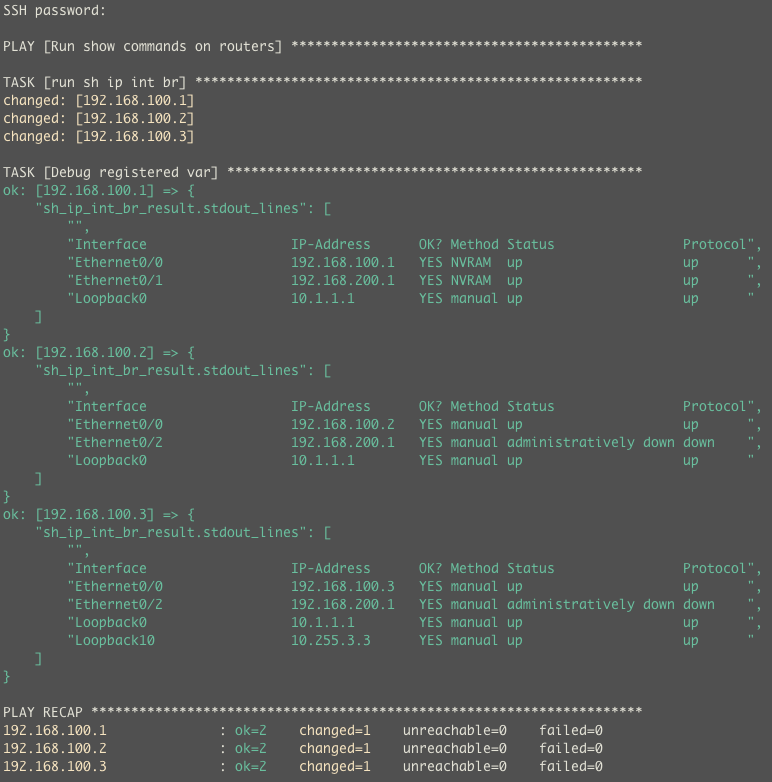 SSH password:
PLAY [Run show commands on routers] ********************************************
TASK [run sh ip int br] ********************************************************
changed: [192.168.100.1]
changed: [192.168.100.2]
changed: [192.168.100.3]
TASK [Debug registered var] ****************************************************
ok: [192.168.100.1] => {
    "sh_ip_int_br_result.stdout_lines": [
        "",
        "Interface                  IP-Address      OK? Method Status                Protocol",
        "Ethernet0/0                192.168.100.1   YES NVRAM  up                    up      ",
        "Ethernet0/1                192.168.200.1   YES NVRAM  up                    up      ",
        "Loopback0                  10.1.1.1        YES manual up                    up      "
    ]
}
ok: [192.168.100.2] => {
    "sh_ip_int_br_result.stdout_lines": [
        "",
        "Interface                  IP-Address      OK? Method Status                Protocol",
        "Ethernet0/0                192.168.100.2   YES manual up                    up      ",
        "Ethernet0/2                192.168.200.1   YES manual administratively down down    ",
        "Loopback0                  10.1.1.1        YES manual up                    up      "
    ]
}
ok: [192.168.100.3] => {
    "sh_ip_int_br_result.stdout_lines": [
        "",
        "Interface                  IP-Address      OK? Method Status                Protocol",
        "Ethernet0/0                192.168.100.3   YES manual up                    up      ",
        "Ethernet0/2                192.168.200.1   YES manual administratively down down    ",
        "Loopback0                  10.1.1.1        YES manual up                    up      ",
        "Loopback10                 10.255.3.3      YES manual up                    up      "
    ]
}
PLAY RECAP *********************************************************************
192.168.100.1              : ok=2    changed=1    unreachable=0    failed=0
192.168.100.2              : ok=2    changed=1    unreachable=0    failed=0
192.168.100.3              : ok=2    changed=1    unreachable=0    failed=0